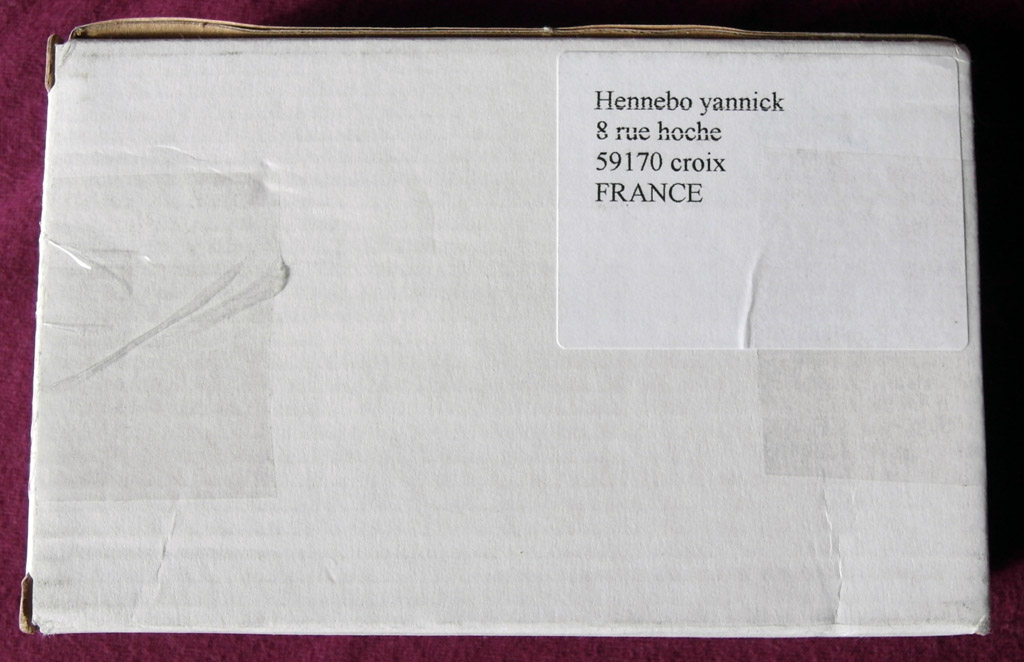 Hennebo yannick
8 rue hoche
59170 croix
FRANCE